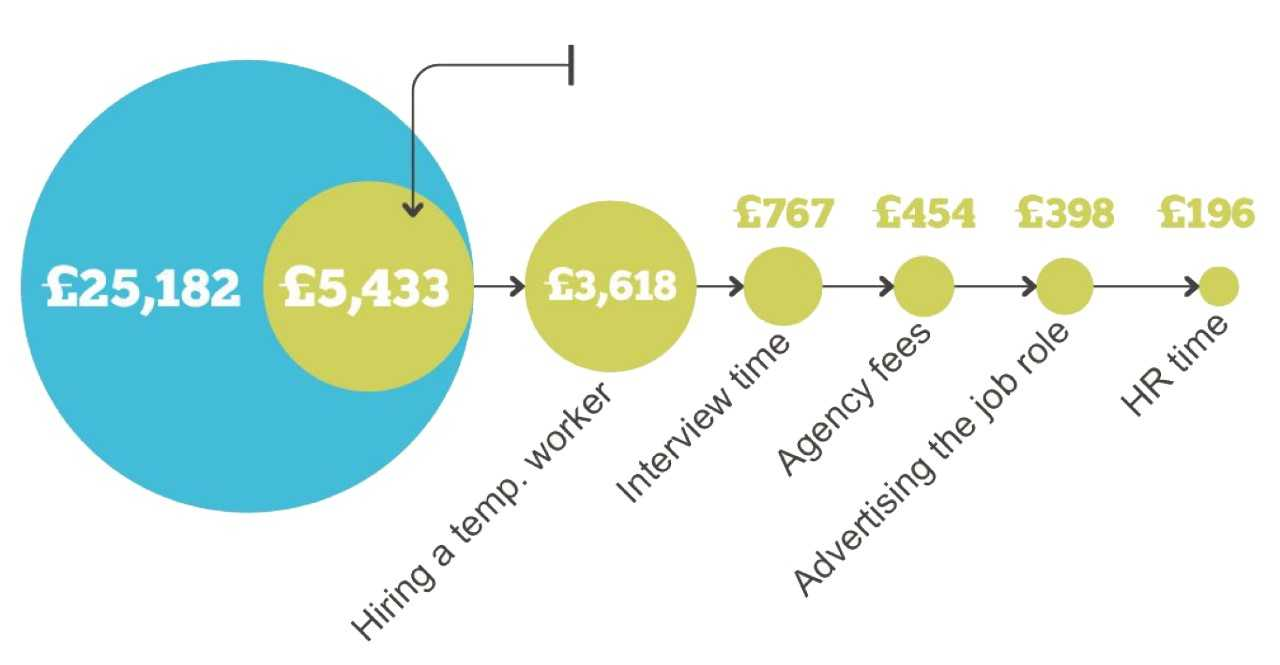 £25,182
£5,433
£3,618
£767
£454
£398
£196
Hiring a temp. worker
Interview time
Agency fees
Advertising the job role
HR time